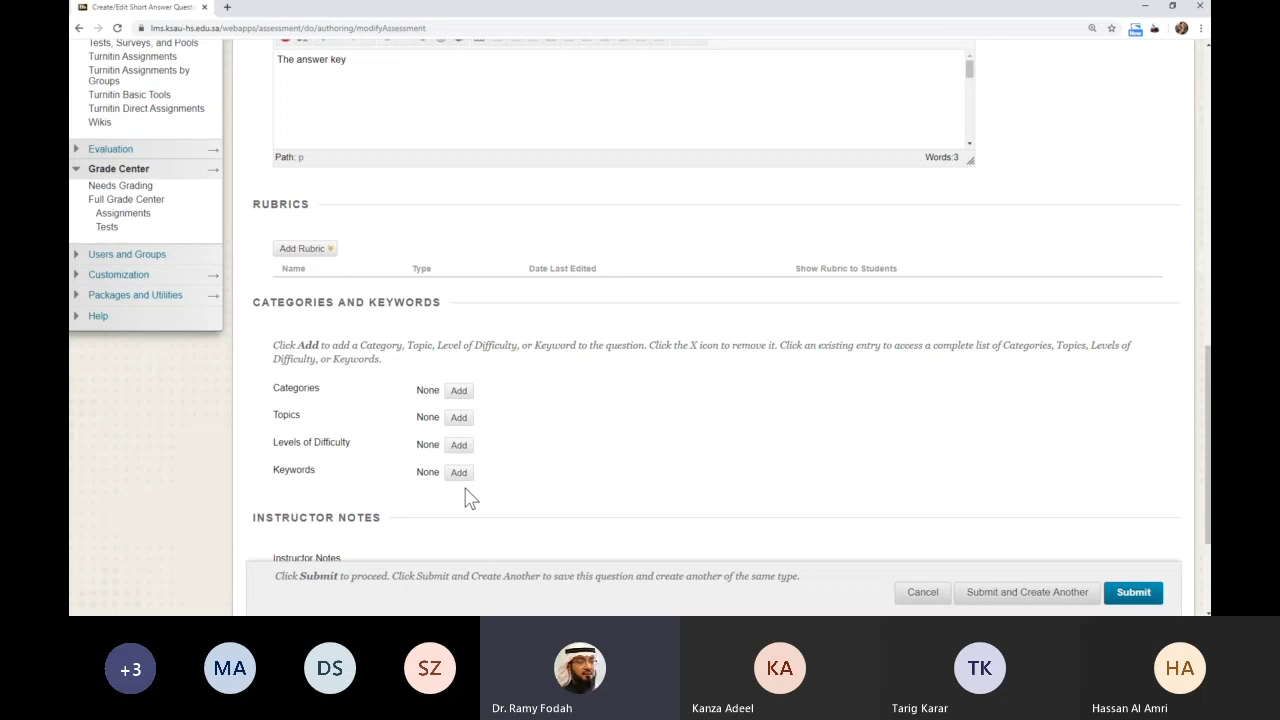 Create/Edit Short Answer Questi
lms.ksau-hs.edu.sa/webapps/assessment/do/authoring/modifyAssessment
New
Tests, Surveys, and Pools
Turnitin Assignments
Turnitin Assignments by
Groups
Turnitin Basic Tools
Turnitin Direct Assignments
Wikis
Evaluation
Grade Center
Needs Grading
Full Grade Center
Assignments
Tests
Users and Groups
Customization
Packages and Utilities
Help
The answer key
Path: p
Words:3
RUBRICS
Add Rubric
Name Type Date Last Edited Show Rubric to Students
CATEGORIES AND KEYWORDS
Click Add to add a Category, Topic, Level of Difficulty, or Keyword to the question. Click the X icon to remove it. Click an existing entry to access a complete list of Categories, Topics, Levels of
Difficulty, or Keywords.
Categories None Add
Topics None Add
Levels of Difficulty None Add
Keywords None Add
INSTRUCTOR NOTES
Instructor Notes
Click Submit to proceed. Click Submit and Create Another to save this question and create another of the same type.
Cancel Submit and Create Another Submit
+3 MA DS SZ KA TK HA
Dr. Ramy Fodah Kanza Adeel Tarig Karar Hassan Al Amri